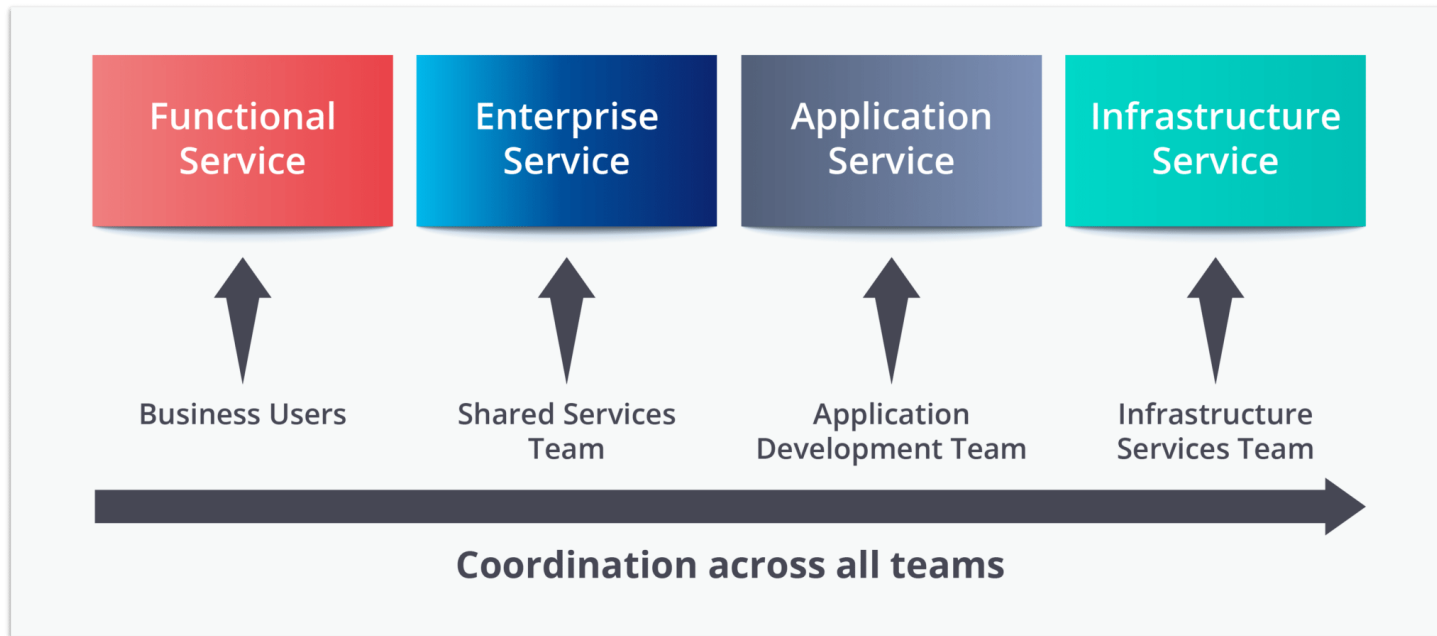 Functional
Service
Enterprise
Service
Application
Service
Infrastructure
Service
Business Users
Shared Services
Team
Application
Development Team
Infrastructure
Services Team
Coordination across all teams